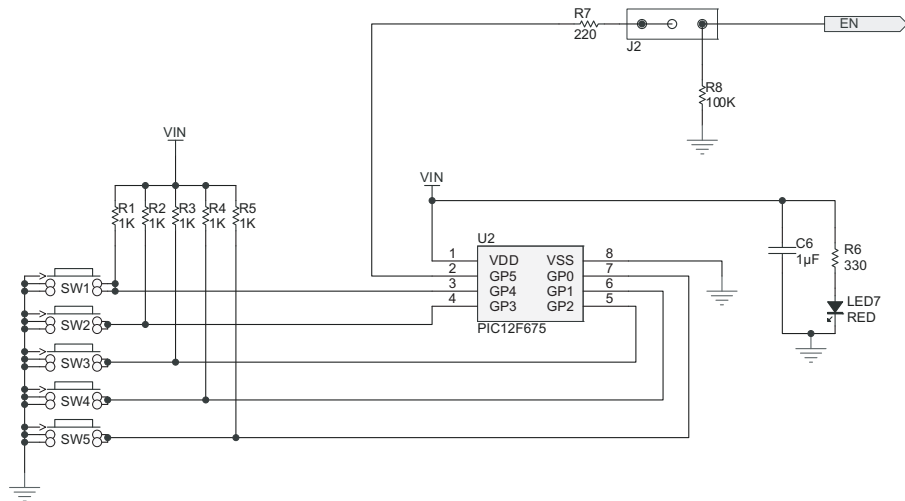 R7
220
J2
EN
R8
100K
VIN
R1 R2 R3 R4 R5
1K 1K 1K 1K 1K
VIN
U2
1 VDD VSS 8
2 GP5 GP0 7
3 GP4 GP1 6
4 GP3 GP2 5
PIC12F675
C6
1µF
R6
330
LED7
RED
SW1
SW2
SW3
SW4
SW5